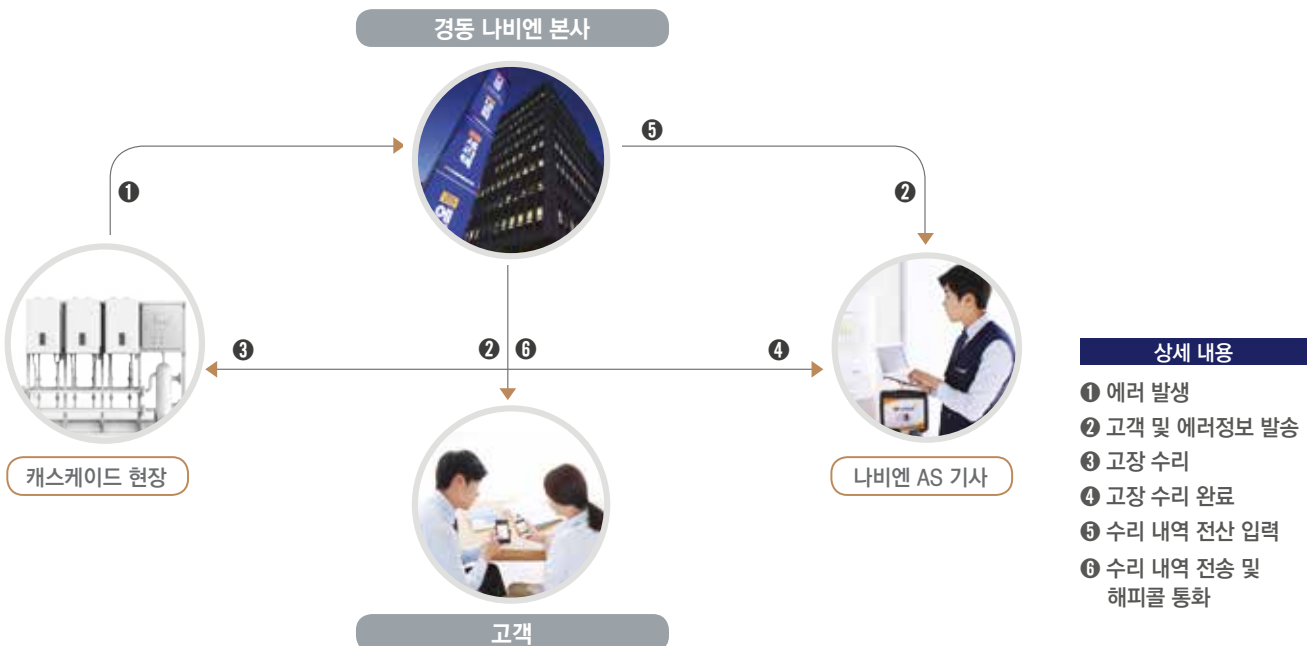 경동 나비엔 본사
❺
❶
❷
❸
❷
❻
❹
캐스케이드 현장
나비엔 AS 기사
고객
상세 내용
❶ 에러 발생
❷ 고객 및 에러정보 발송
❸ 고장 수리
❹ 고장 수리 완료
❺ 수리 내역 전산 입력
❻ 수리 내역 전송 및
해피콜 통화